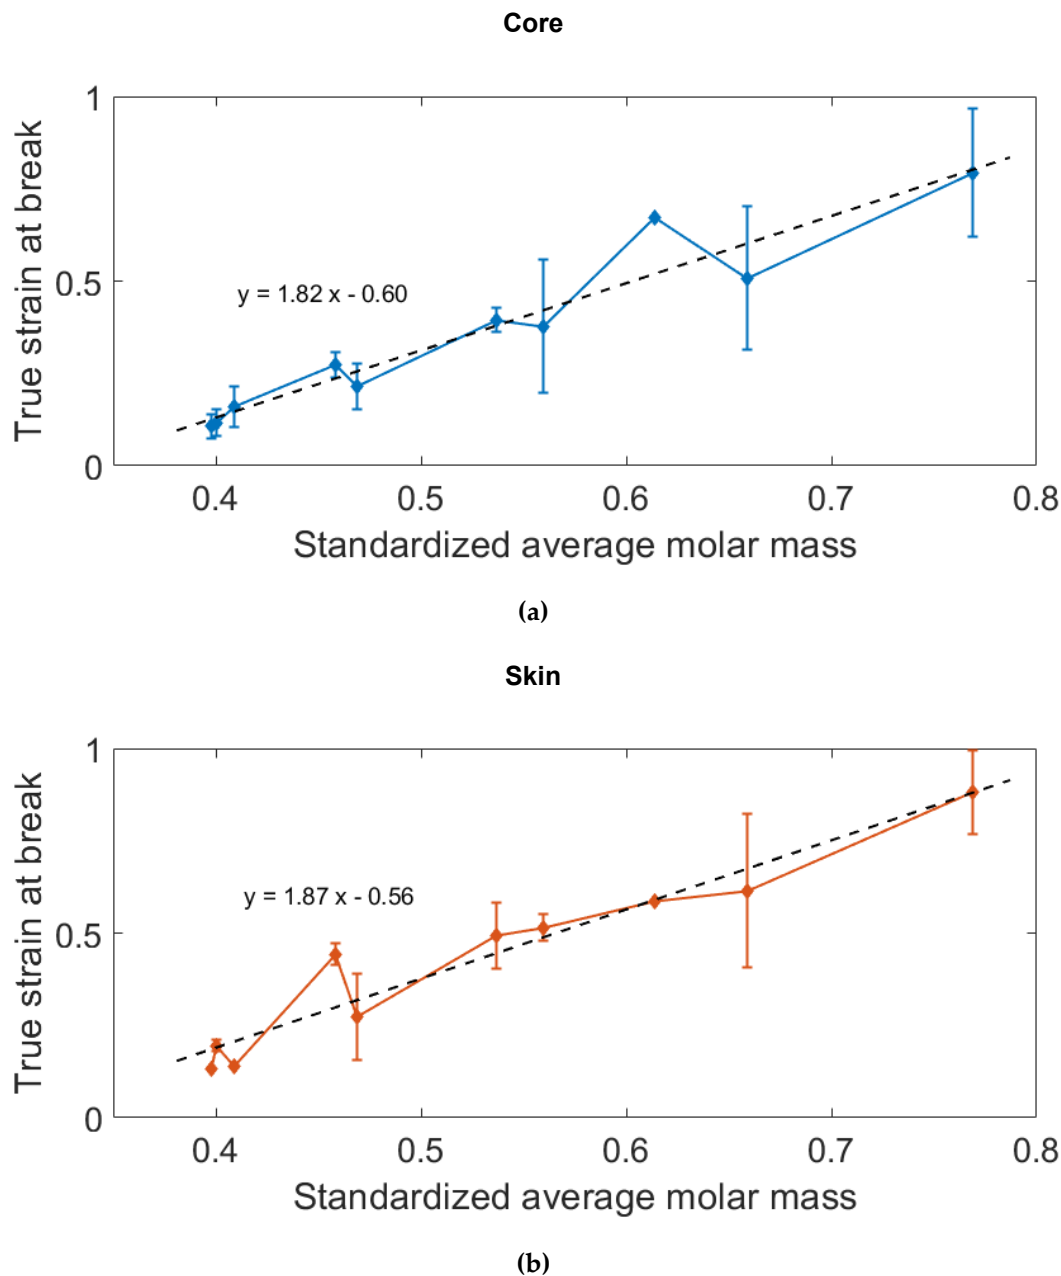 Core
1
0.5
0
True strain at break
y = 1.82 x - 0.60
0.4 0.5 0.6 0.7 0.8
Standardized average molar mass
(a)
Skin
1
0.5
0
True strain at break
y = 1.87 x - 0.56
0.4 0.5 0.6 0.7 0.8
Standardized average molar mass
(b)